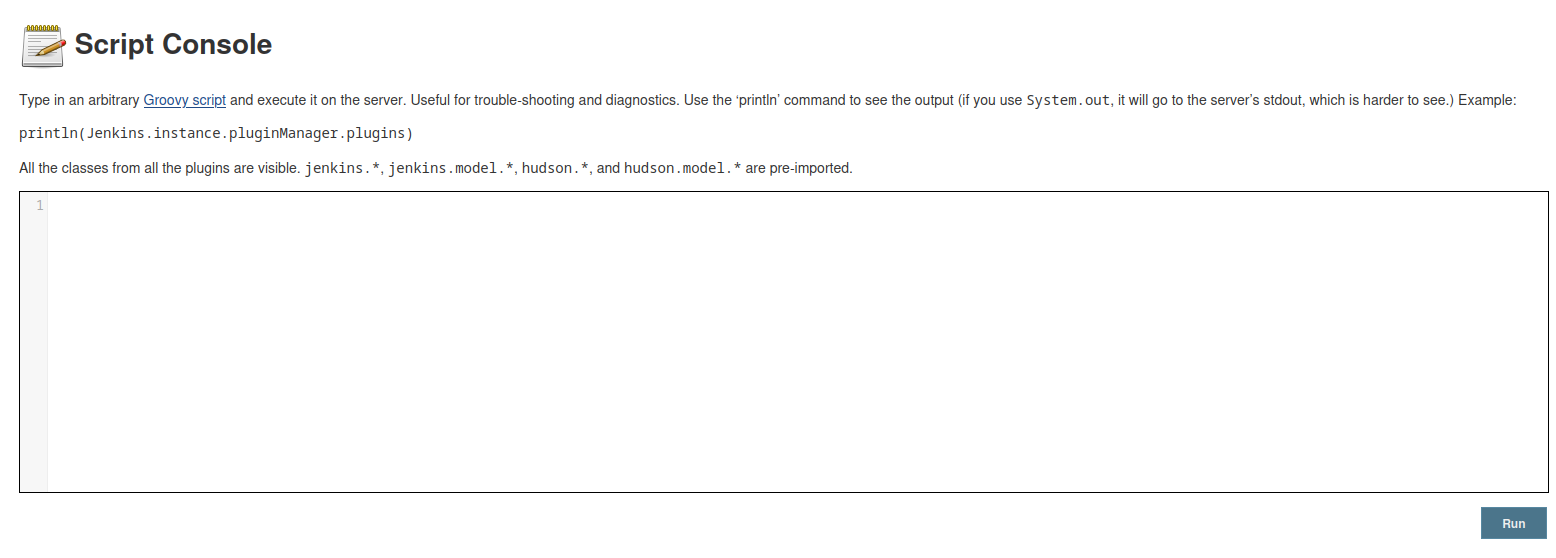 Script Console
Type in an arbitrary Groovy script and execute it on the server. Useful for trouble-shooting and diagnostics. Use the ‘println’ command to see the output (if you use System.out, it will go to the server’s stdout, which is harder to see.) Example:
println(Jenkins.instance.pluginManager.plugins)
All the classes from all the plugins are visible. jenkins.*, jenkins.model.*, hudson.*, and hudson.model.* are pre-imported.
1
Run